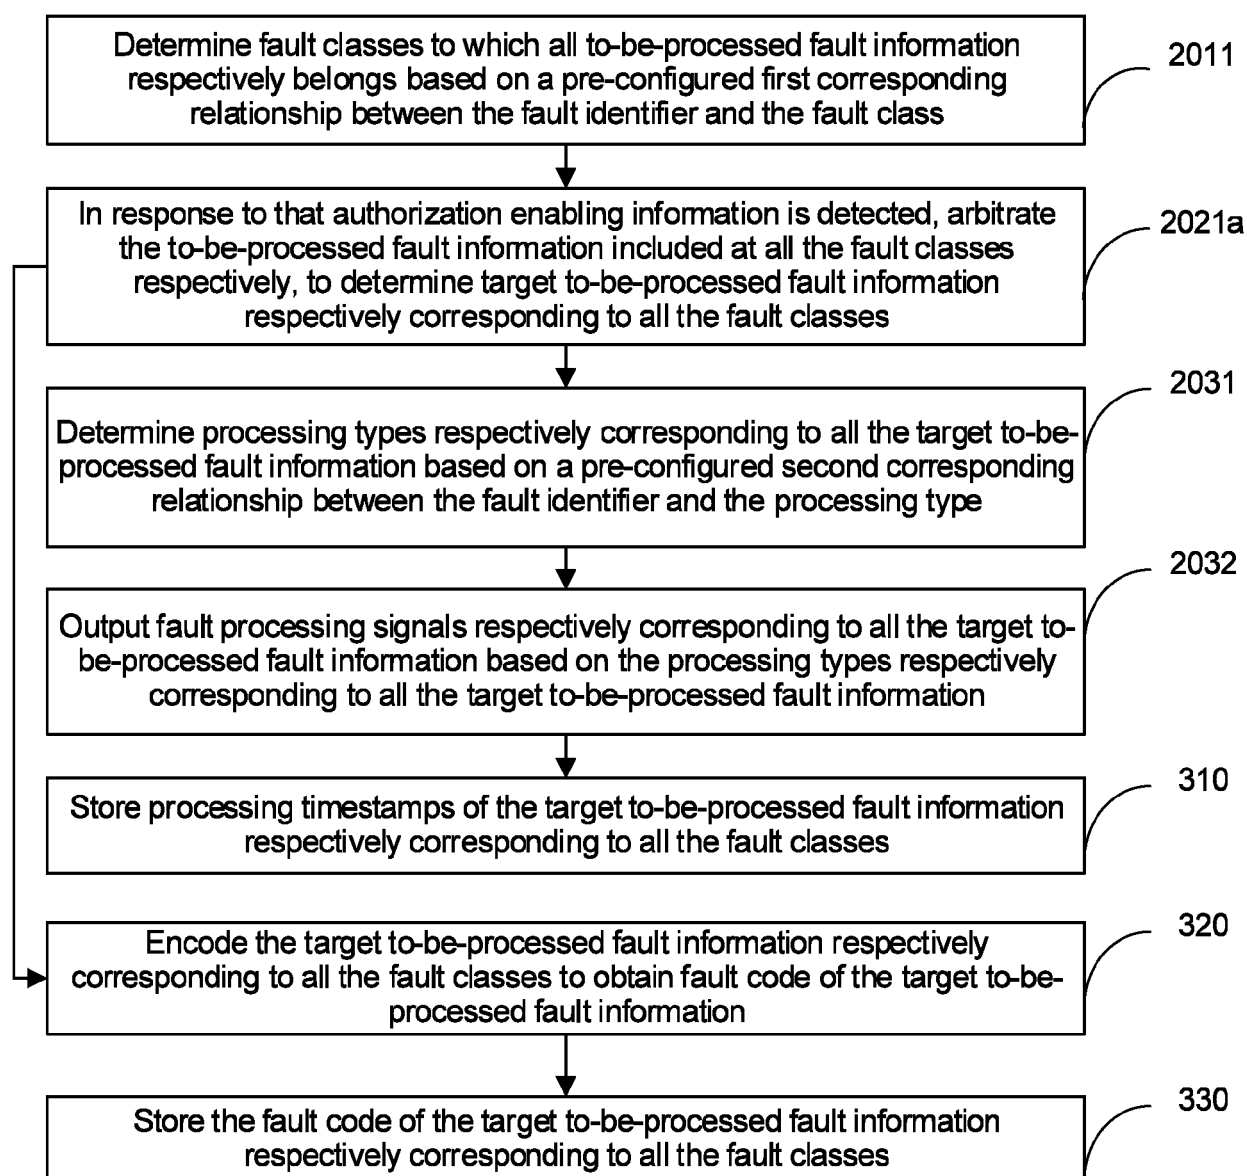 Determine fault classes to which all to-be-processed fault information
respectively belongs based on a pre-configured first corresponding
relationship between the fault identifier and the fault class
2011
In response to that authorization enabling information is detected, arbitrate
the to-be-processed fault information included at all the fault classes
respectively, to determine target to-be-processed fault information
respectively corresponding to all the fault classes
2021a
Determine processing types respectively corresponding to all the target to-be-
processed fault information based on a pre-configured second corresponding
relationship between the fault identifier and the processing type
2031
Output fault processing signals respectively corresponding to all the target to-
be-processed fault information based on the processing types respectively
corresponding to all the target to-be-processed fault information
2032
Store processing timestamps of the target to-be-processed fault information
respectively corresponding to all the fault classes
310
Encode the target to-be-processed fault information respectively
corresponding to all the fault classes to obtain fault code of the target to-be-
processed fault information
320
Store the fault code of the target to-be-processed fault information
respectively corresponding to all the fault classes
330